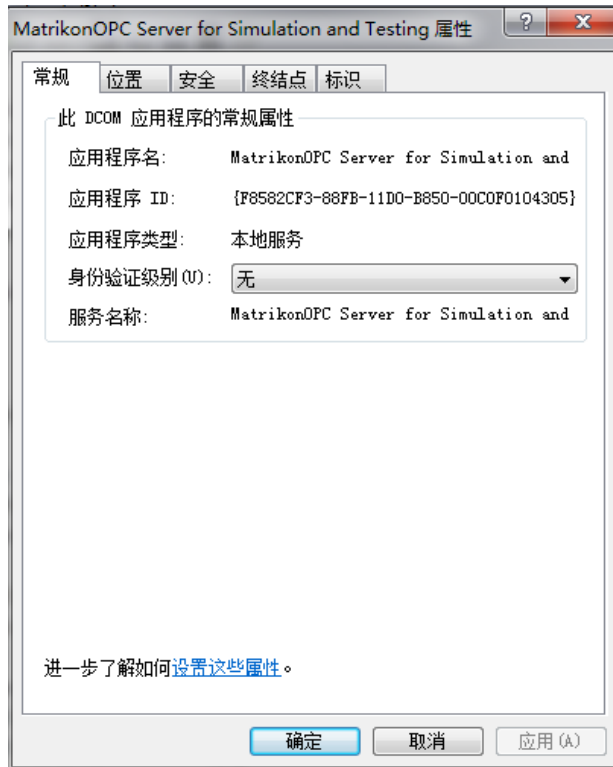 MatrikonOPC Server for Simulation and Testing 属性
常规 位置 安全 终结点 标识
此 DCOM 应用程序的常规属性
应用程序名: MatrikonOPC Server for Simulation and
应用程序 ID: {F8582CF3-88FB-11D0-B850-00C0F0104305}
应用程序类型: 本地服务
身份验证级别(U): 无
服务名称: MatrikonOPC Server for Simulation and
进一步了解如何设置这些属性。
确定 取消 应用(A)